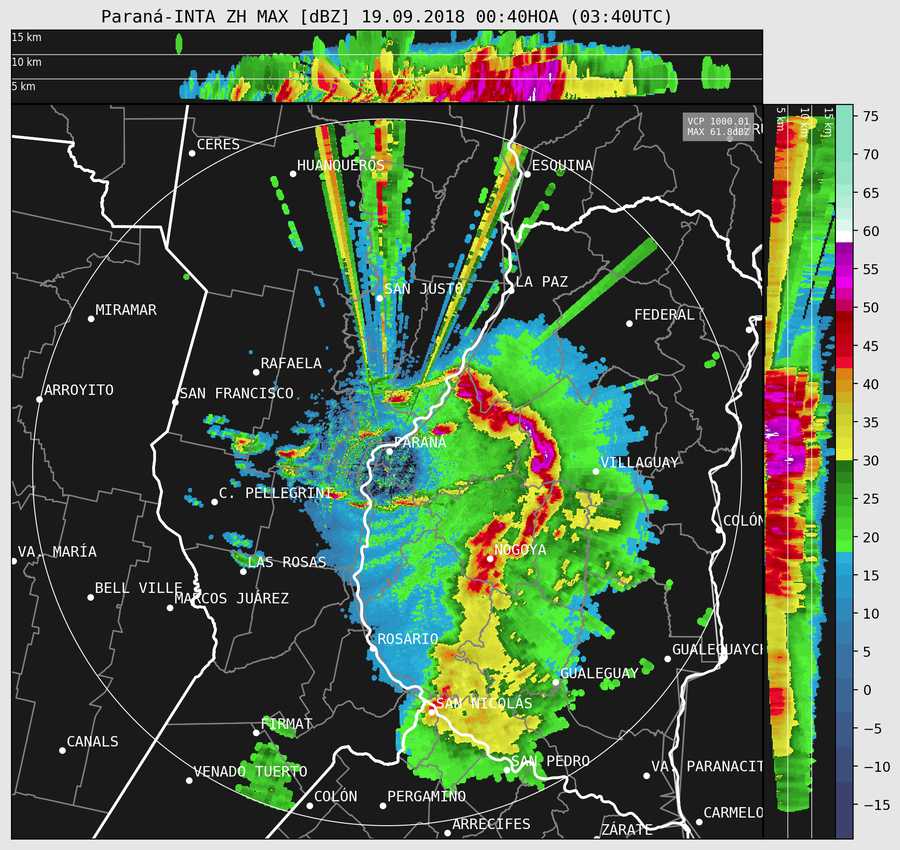 Paraná-INTA ZH MAX [dBZ] 19.09.2018 00:40HOA (03:40UTC)
15 km
10 km
5 km
VCP 1000.01
MAX 61.8dBZ
5 km
10 km
15 km
CERES
HUANQUEROS
ESQUINA
SAN JUSTO
LA PAZ
MIRAMAR
FEDERAL
RAFAELA
ARROYITO
SAN FRANCISCO
PARANÁ
VILLAGUAY
C. PELLEGRINI
COLÓN
VA. MARÍA
NOGOYA
LAS ROSAS
BELL VILLE
MARCOS JUÁREZ
ROSARIO
GUALEGUAYCH
GUALEGUAY
SAN NICOLÁS
FIRMAT
CANALS
VENADO TUERTO
SAN PEDRO
VA. PARANACIT
COLÓN
PERGAMINO
CARMELO
ARRECIFES
ZÁRATE
75
70
65
60
55
50
45
40
35
30
25
20
15
10
5
0
−5
−10
−15